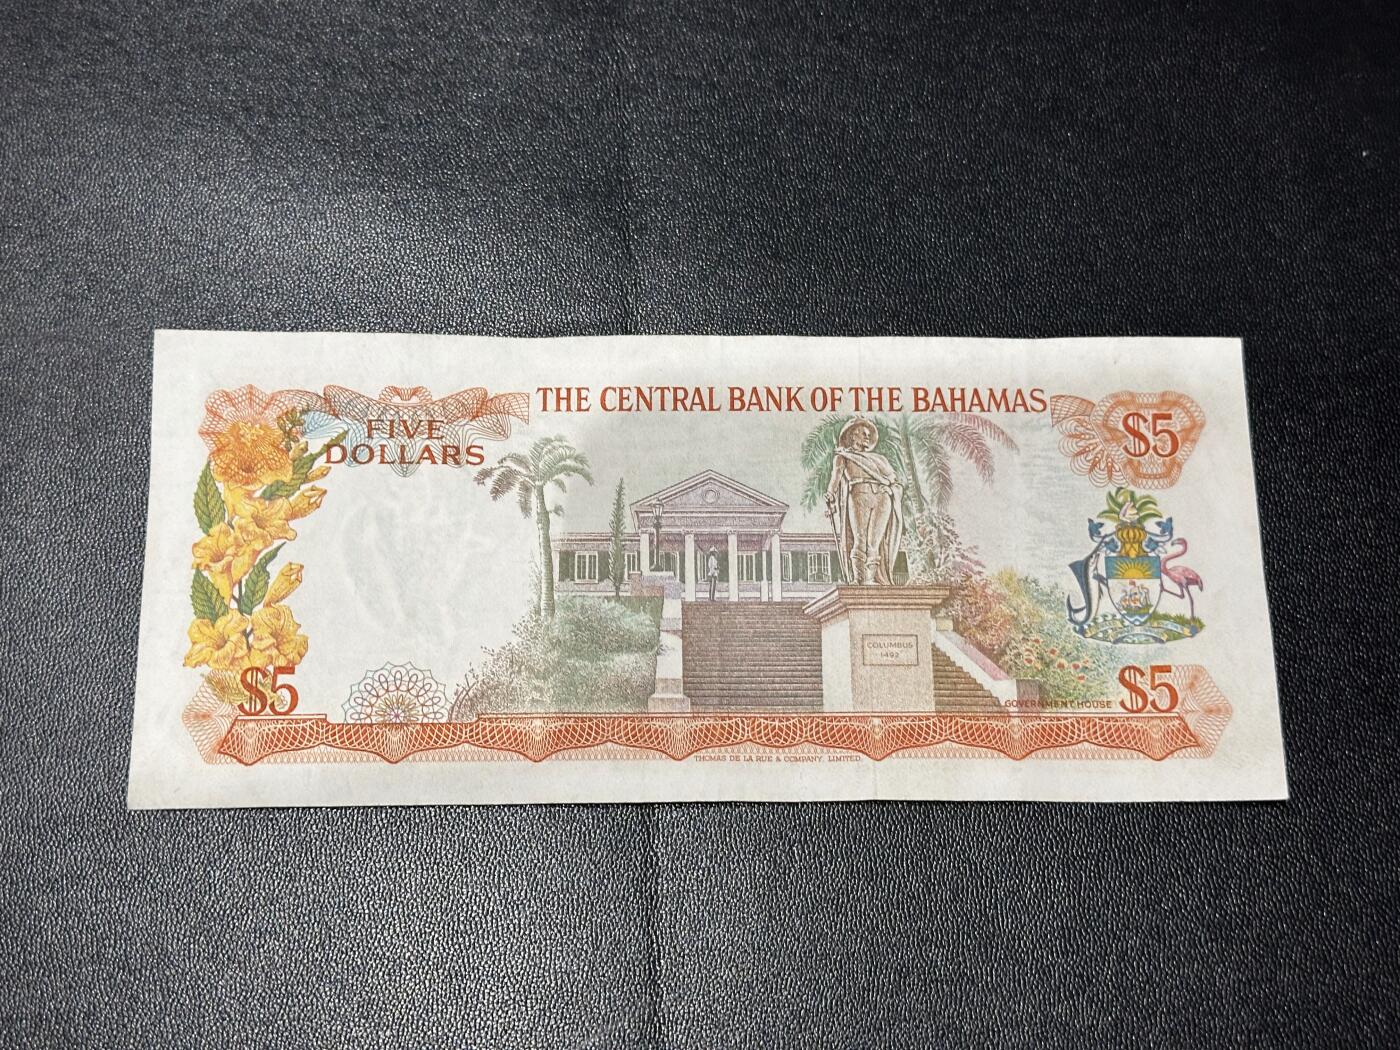 THE CENTRAL BANK OF THE BAHAMAS
FIVE
DOLLARS
$5
COLUMBUS
1492
$5
GOVERNMENT HOUSE
$5
THOMAS DE LA RUE & COMPANY, LIMITED.